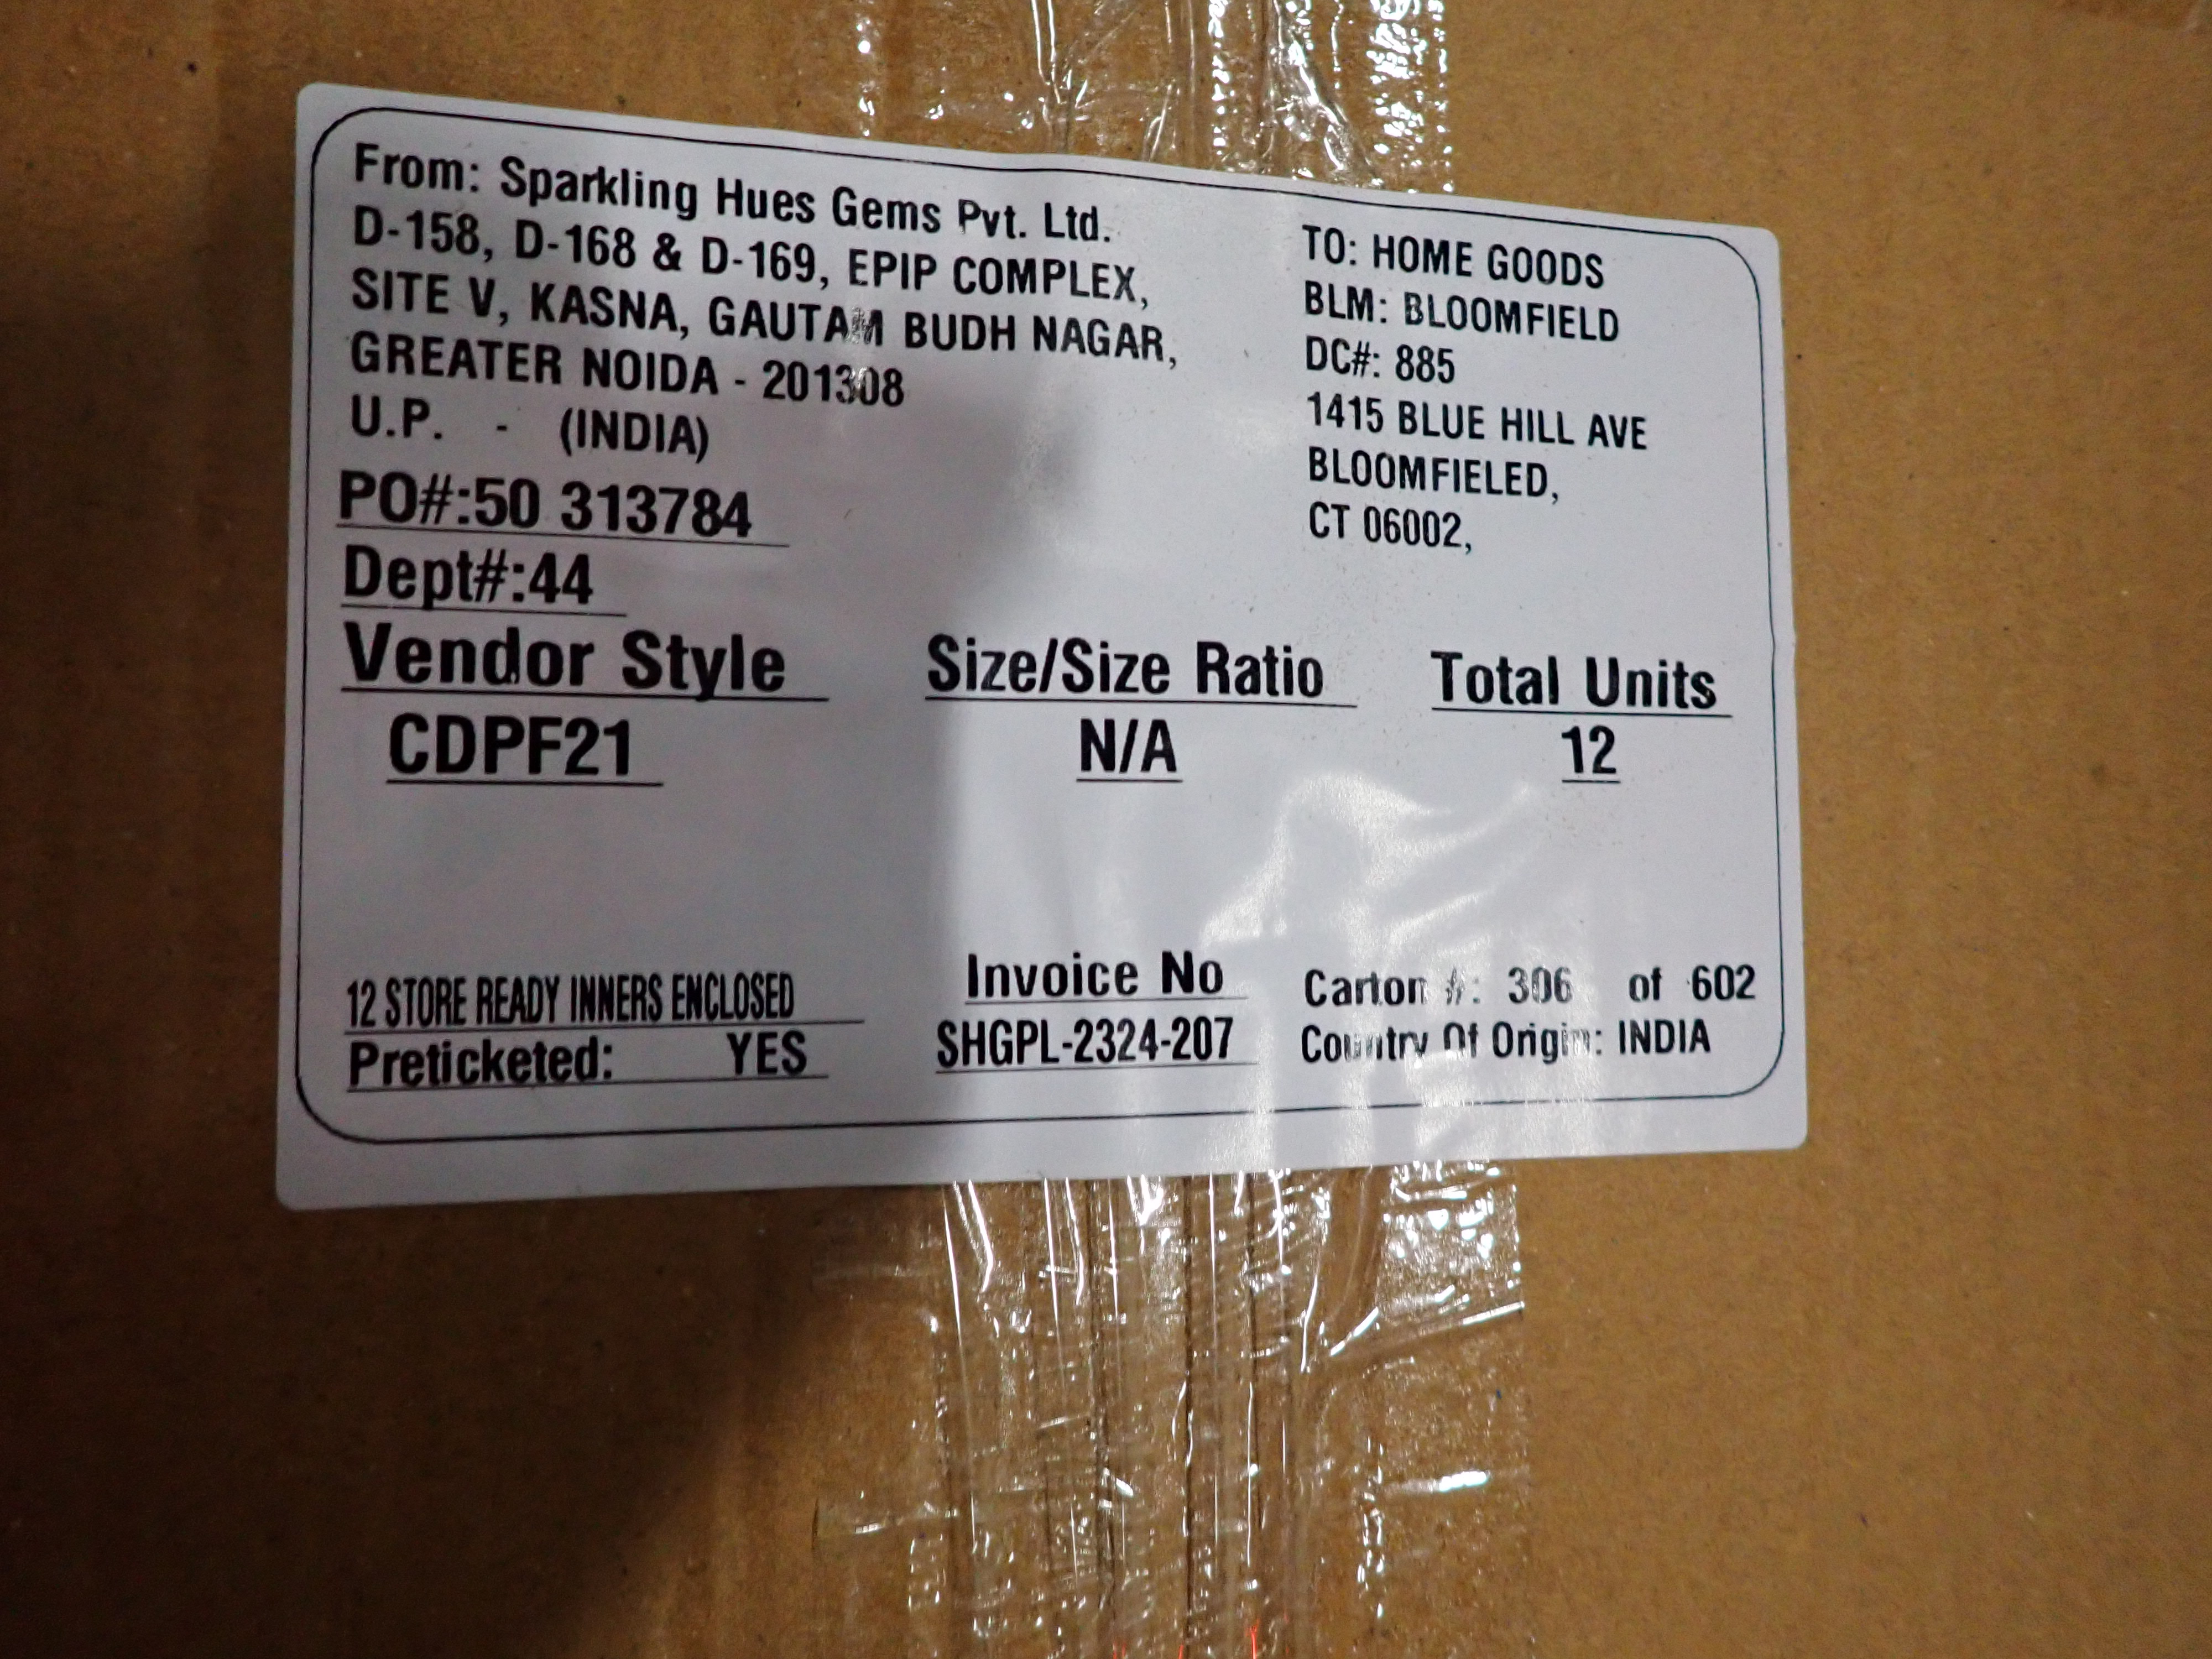 From: Sparkling Hues Gems Pvt. Ltd.
D-158, D-168 & D-169, EPIP COMPLEX,
SITE V, KASNA, GAUTAM BUDH NAGAR,
GREATER NOIDA - 201308
U.P. - (INDIA)
TO: HOME GOODS
BLM: BLOOMFIELD
DC#: 885
1415 BLUE HILL AVE
BLOOMFIELED,
CT 06002,
PO#:50 313784
Dept#:44
Vendor Style Size/Size Ratio Total Units
CDPF21 N/A 12
12 STORE READY INNERS ENCLOSED
Preticketed: YES
Invoice No
SHGPL-2324-207
Carton #: 306 of 602
Country Of Origin: INDIA